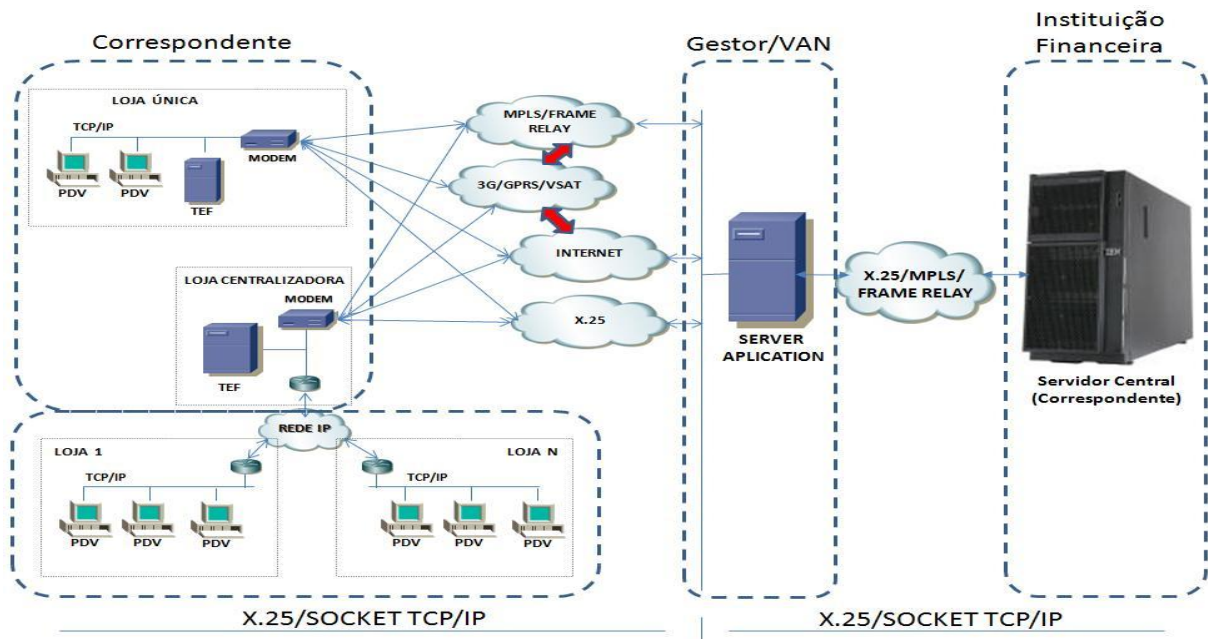 Correspondente
LOJA ÚNICA
TCP/IP
PDV
PDV
TEF
MODEM
LOJA CENTRALIZADORA
MODEM
TEF
REDE IP
LOJA 1
TCP/IP
PDV
PDV
PDV
LOJA N
TCP/IP
PDV
PDV
PDV
MPLS/FRAME
RELAY
3G/GPRS/VSAT
INTERNET
X.25
Gestor/VAN
SERVER
APLICATION
X.25/MPLS/
FRAME RELAY
Instituição
Financeira
IBM
Servidor Central
(Correspondente)
X.25/SOCKET TCP/IP
X.25/SOCKET TCP/IP